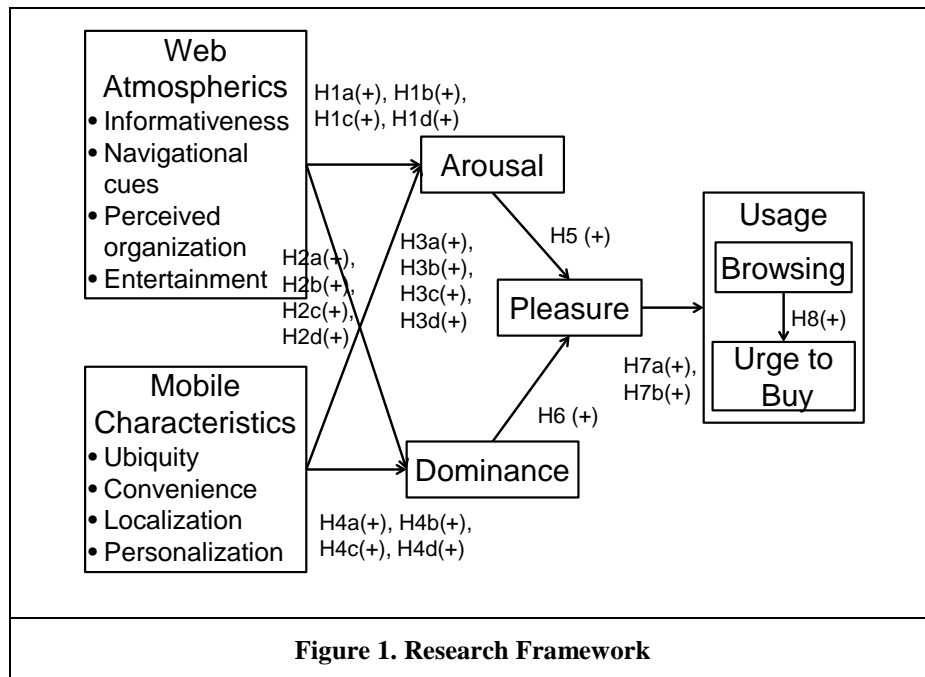 Web
Atmospherics
• Informativeness
• Navigational
cues
• Perceived
organization
• Entertainment
H1a(+), H1b(+),
H1c(+), H1d(+)
Arousal
H2a(+),
H2b(+),
H2c(+),
H2d(+)
H3a(+),
H3b(+),
H3c(+),
H3d(+)
H5 (+)
Pleasure
H6 (+)
Mobile
Characteristics
• Ubiquity
• Convenience
• Localization
• Personalization
Dominance
H4a(+), H4b(+),
H4c(+), H4d(+)
H7a(+),
H7b(+)
Usage
Browsing
H8(+)
Urge to
Buy
Figure 1. Research Framework